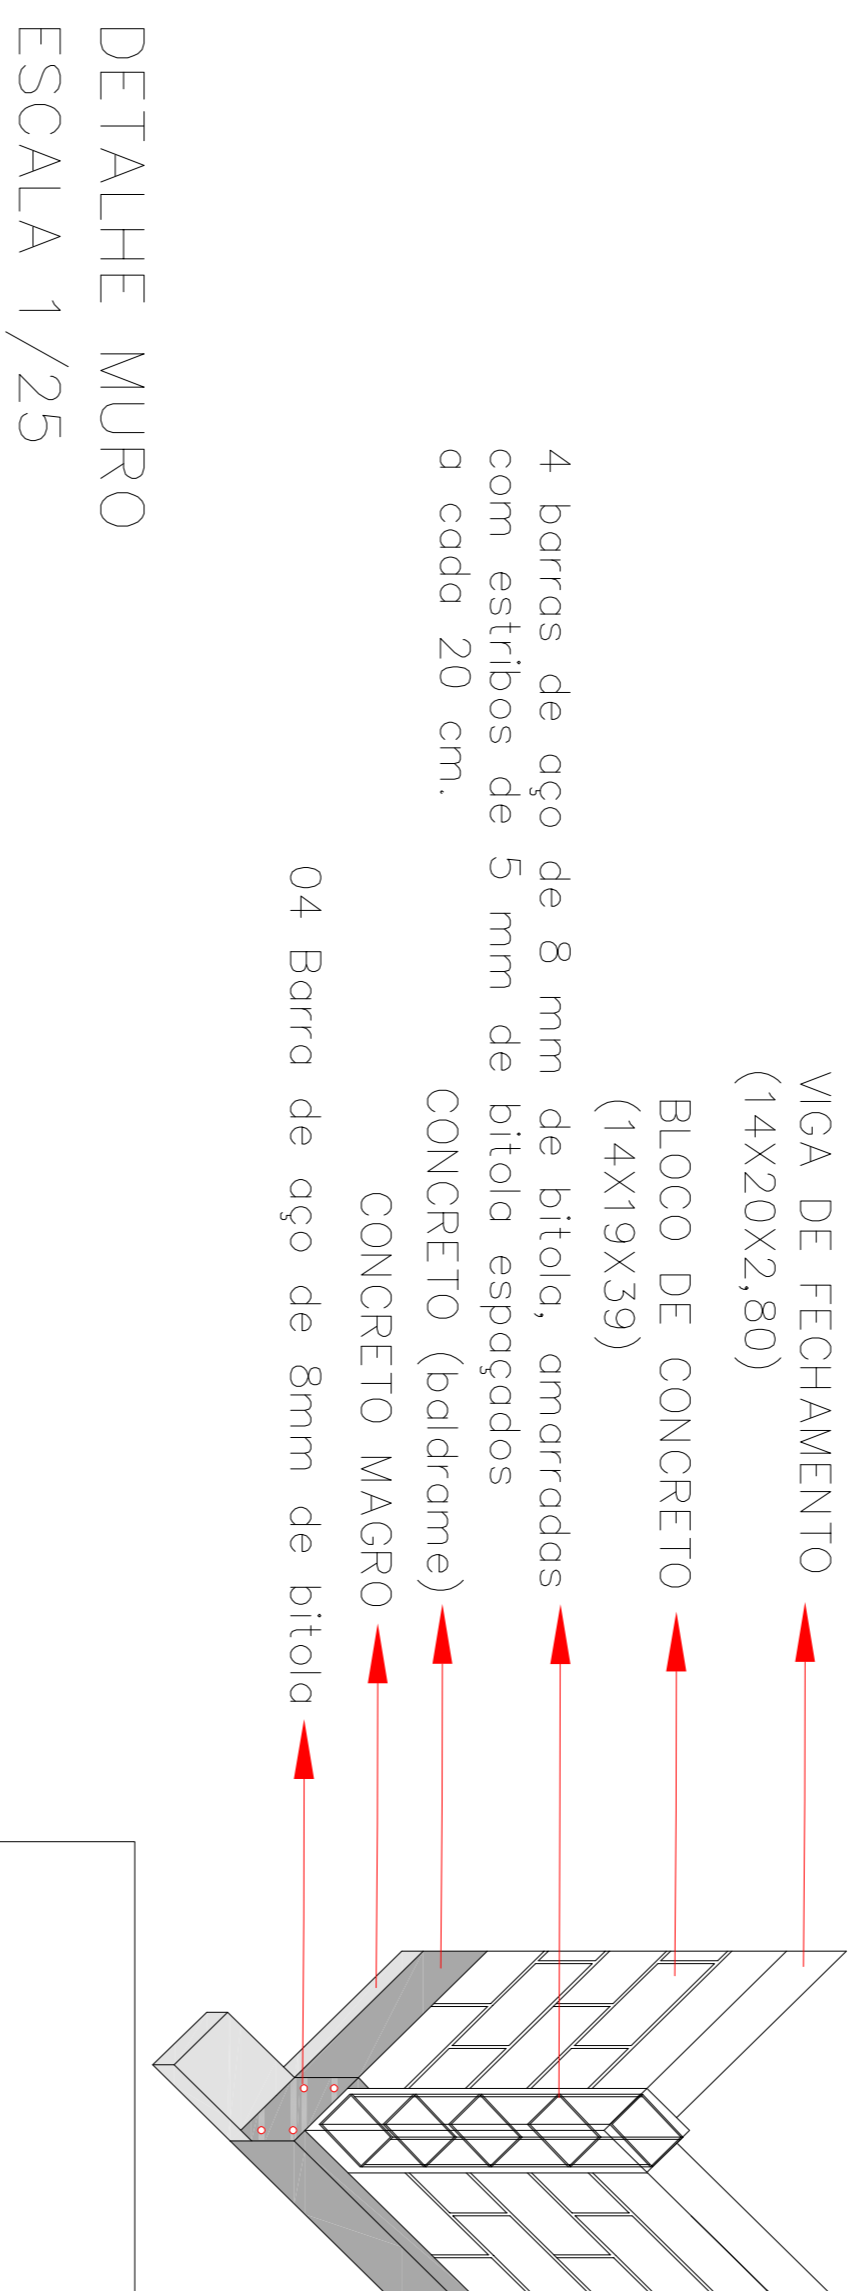 VIGA DE FECHAMENTO
(14X20X2,80)
BLOCO DE CONCRETO
(14X19X39)
4 barras de aço de 8 mm de bitola, amarradas
com estribos de 5 mm de bitola espaçados
a cada 20 cm.
CONCRETO (baldrame)
CONCRETO MAGRO
04 Barra de aço de 8mm de bitola
DETALHE MURO
ESCALA 1/25